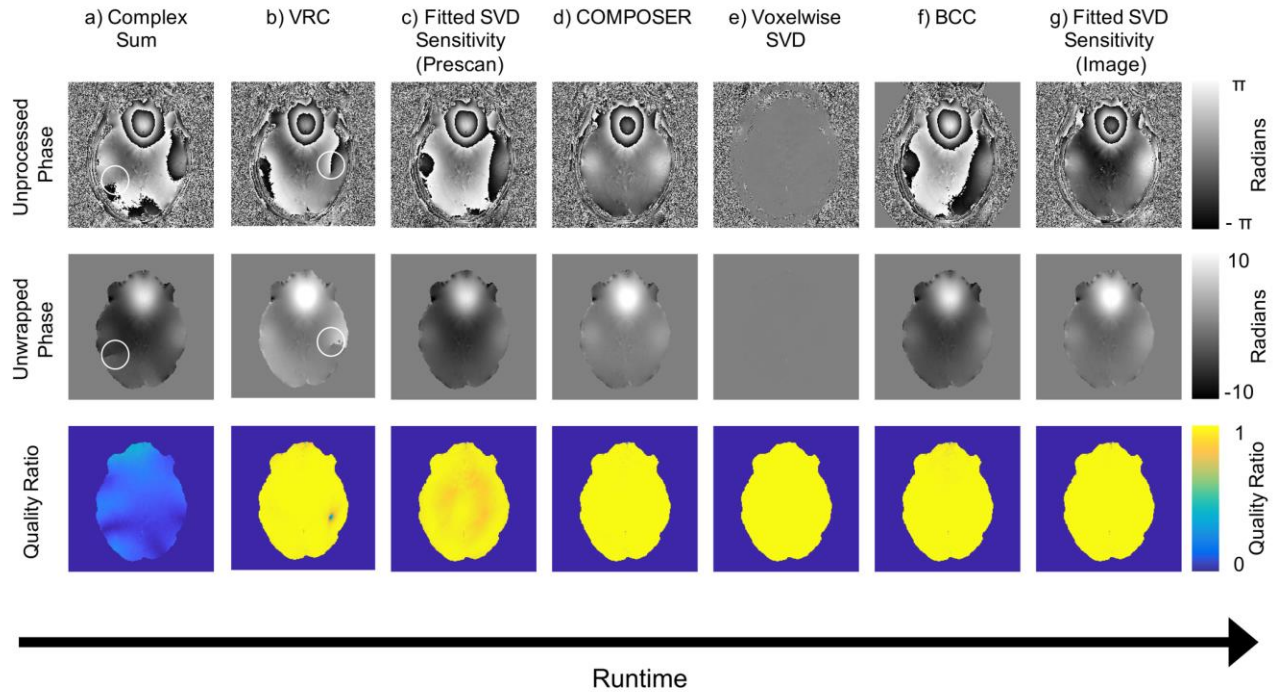 a) Complex
Sum
b) VRC
c) Fitted SVD
Sensitivity
(Prescan)
d) COMPOSER
e) Voxelwise
SVD
f) BCC
g) Fitted SVD
Sensitivity
(Image)
Unprocessed
Phase
π
Radians
- π
Unwrapped
Phase
10
Radians
-10
Quality Ratio
1
Quality Ratio
0
Runtime